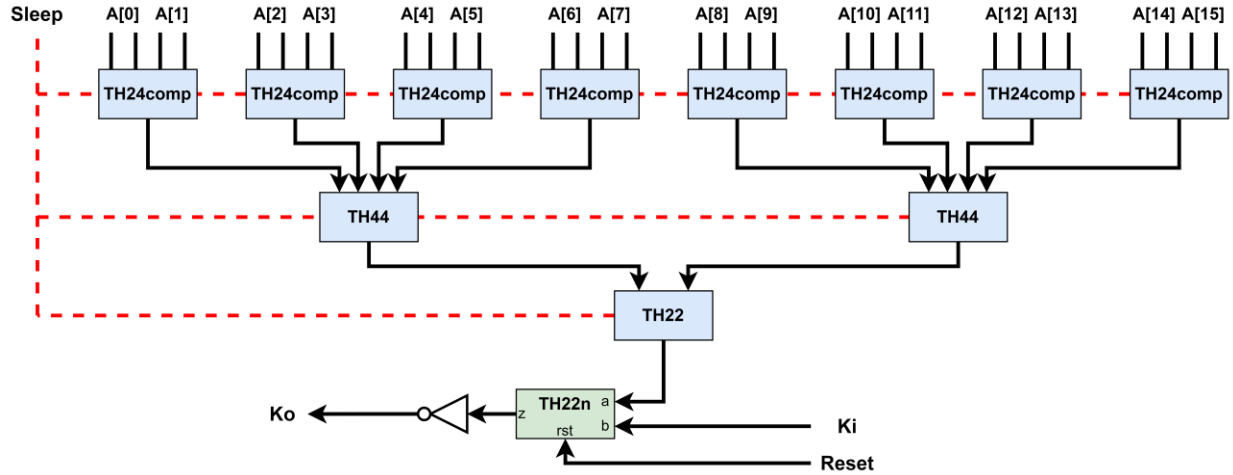 Sleep A[0] A[1] A[2] A[3] A[4] A[5] A[6] A[7] A[8] A[9] A[10] A[11] A[12] A[13] A[14] A[15]
TH24comp TH24comp TH24comp TH24comp TH24comp TH24comp TH24comp TH24comp
TH44 TH44
TH22
TH22n a
Ko z b Ki
rst
Reset